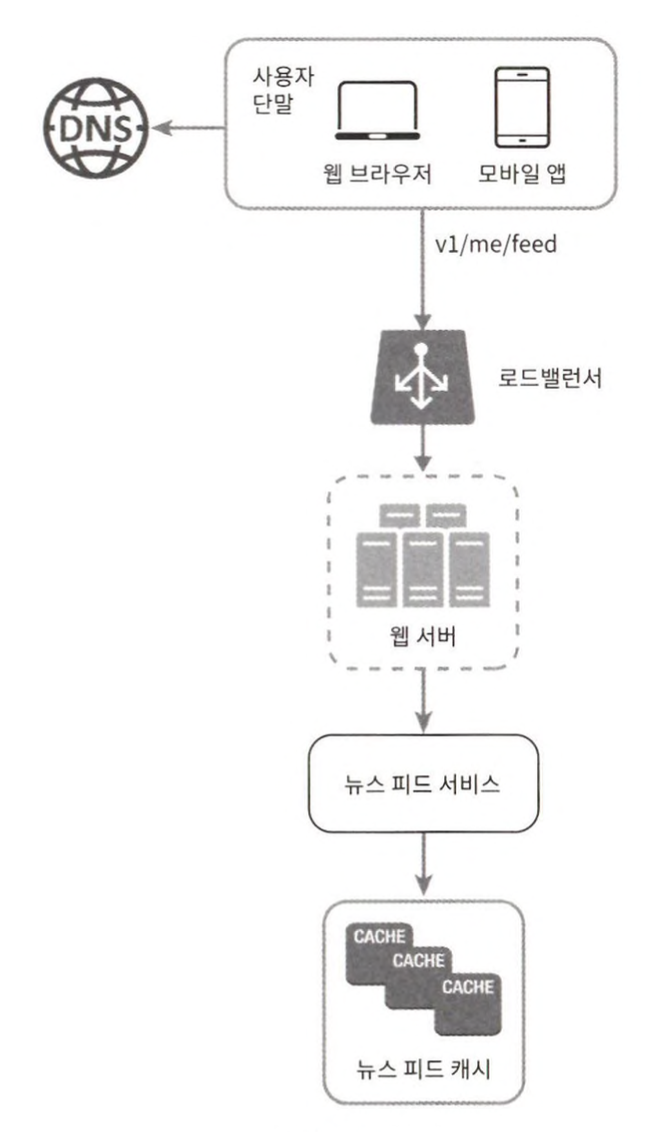 사용자
단말
DNS
웹 브라우저
모바일 앱
v1/me/feed
로드밸런서
웹 서버
뉴스 피드 서비스
CACHE
CACHE
CACHE
뉴스 피드 캐시